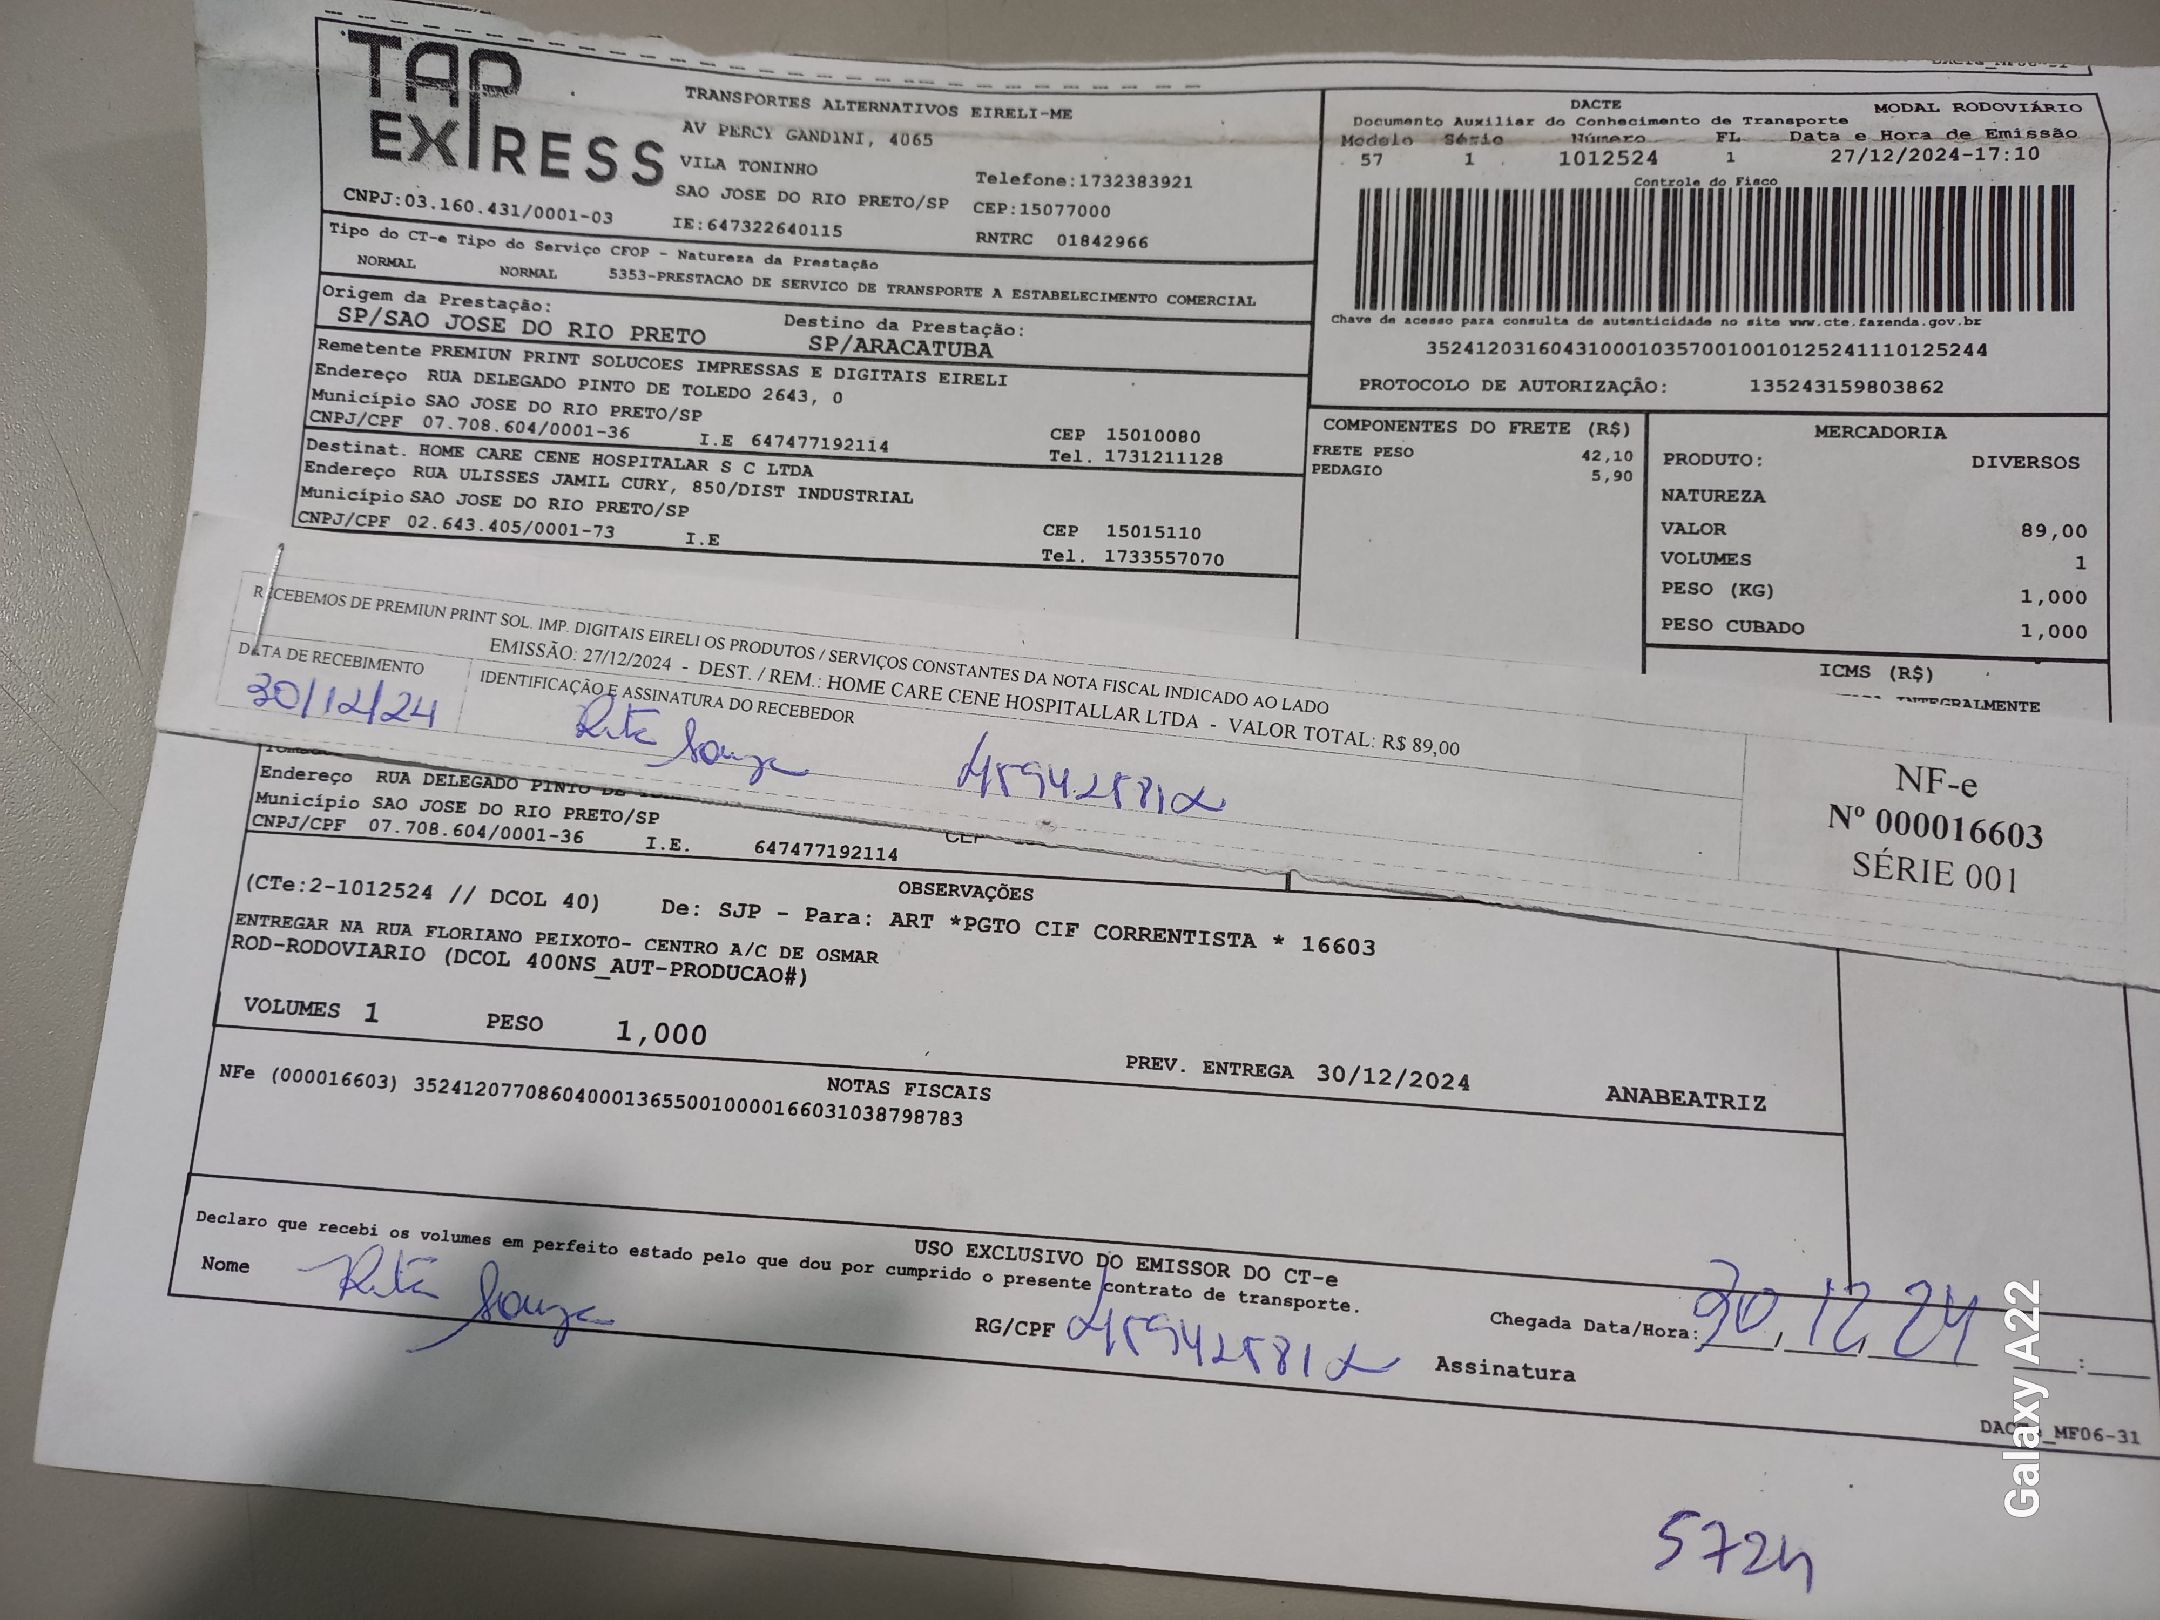 TAP
EXPRESS
CNPJ:03.160.431/0001-03
TRANSPORTES ALTERNATIVOS EIRELI-ME
AV PERCY GANDINI, 4065
VILA TONINHO
Telefone:1732383921
SAO JOSE DO RIO PRETO/SP CEP:15077000
IE:647322640115 RNTRC 01842966
DACTE MODAL RODOVIÁRIO
Documento Auxiliar do Conhecimento de Transporte
Modelo Série Número FL Data e Hora de Emissão
57 1 1012524 1 27/12/2024-17:10
Controle do Fisco
Chave de acesso para consulta de autenticidade no site www.cte.fazenda.gov.br
35241203160431000103570010010125241110125244
PROTOCOLO DE AUTORIZAÇÃO: 135243159803862
Tipo do CT-e Tipo do Serviço CFOP - Natureza da Prestação
NORMAL NORMAL 5353-PRESTACAO DE SERVICO DE TRANSPORTE A ESTABELECIMENTO COMERCIAL
Origem da Prestação: Destino da Prestação:
SP/SAO JOSE DO RIO PRETO SP/ARACATUBA
Remetente PREMIUN PRINT SOLUCOES IMPRESSAS E DIGITAIS EIRELI
Endereço RUA DELEGADO PINTO DE TOLEDO 2643, 0
Município SAO JOSE DO RIO PRETO/SP CEP 15010080
CNPJ/CPF 07.708.604/0001-36 I.E 647477192114 Tel. 1731211128
Destinat. HOME CARE CENE HOSPITALAR S C LTDA
Endereço RUA ULISSES JAMIL CURY, 850/DIST INDUSTRIAL
Município SAO JOSE DO RIO PRETO/SP CEP 15015110
CNPJ/CPF 02.643.405/0001-73 I.E Tel. 1733557070
COMPONENTES DO FRETE (R$)
FRETE PESO 42,10
PEDAGIO 5,90
MERCADORIA
PRODUTO: DIVERSOS
NATUREZA
VALOR 89,00
VOLUMES 1
PESO (KG) 1,000
PESO CUBADO 1,000
ICMS (R$)
INTEGRALMENTE
RECEBEMOS DE PREMIUN PRINT SOL. IMP. DIGITAIS EIRELI OS PRODUTOS / SERVIÇOS CONSTANTES DA NOTA FISCAL INDICADO AO LADO
EMISSÃO: 27/12/2024 - DEST. / REM.: HOME CARE CENE HOSPITALLAR LTDA - VALOR TOTAL: R$ 89,00
DATA DE RECEBIMENTO IDENTIFICAÇÃO E ASSINATURA DO RECEBEDOR
30/12/24 Rita Souza
NF-e
Nº 000016603
SÉRIE 001
Endereço RUA DELEGADO PINTO DE
Município SAO JOSE DO RIO PRETO/SP
CNPJ/CPF 07.708.604/0001-36 I.E. 647477192114 CEP
OBSERVAÇÕES
(CTe:2-1012524 // DCOL 40) De: SJP - Para: ART *PGTO CIF CORRENTISTA * 16603
ENTREGAR NA RUA FLORIANO PEIXOTO- CENTRO A/C DE OSMAR
ROD-RODOVIARIO (DCOL 400NS_AUT-PRODUCAO#)
VOLUMES 1 PESO 1,000 PREV. ENTREGA 30/12/2024 ANABEATRIZ
NOTAS FISCAIS
NFe (000016603) 35241207708604000136550010000166031038798783
USO EXCLUSIVO DO EMISSOR DO CT-e
Declaro que recebi os volumes em perfeito estado pelo que dou por cumprido o presente contrato de transporte.
Nome Rita Souza RG/CPF Chegada Data/Hora: 30, 12, 24 :
Assinatura
MF06-31
5724
Galaxy A22